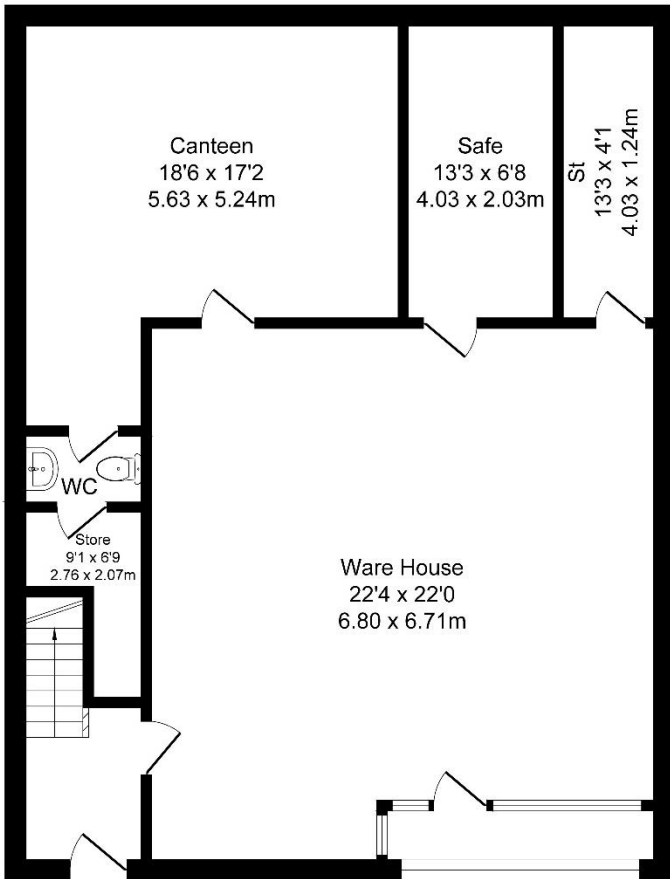 Canteen
18'6 x 17'2
5.63 x 5.24m
Safe
13'3 x 6'8
4.03 x 2.03m
St
13'3 x 4'1
4.03 x 1.24m
WC
Store
9'1 x 6'9
2.76 x 2.07m
Ware House
22'4 x 22'0
6.80 x 6.71m